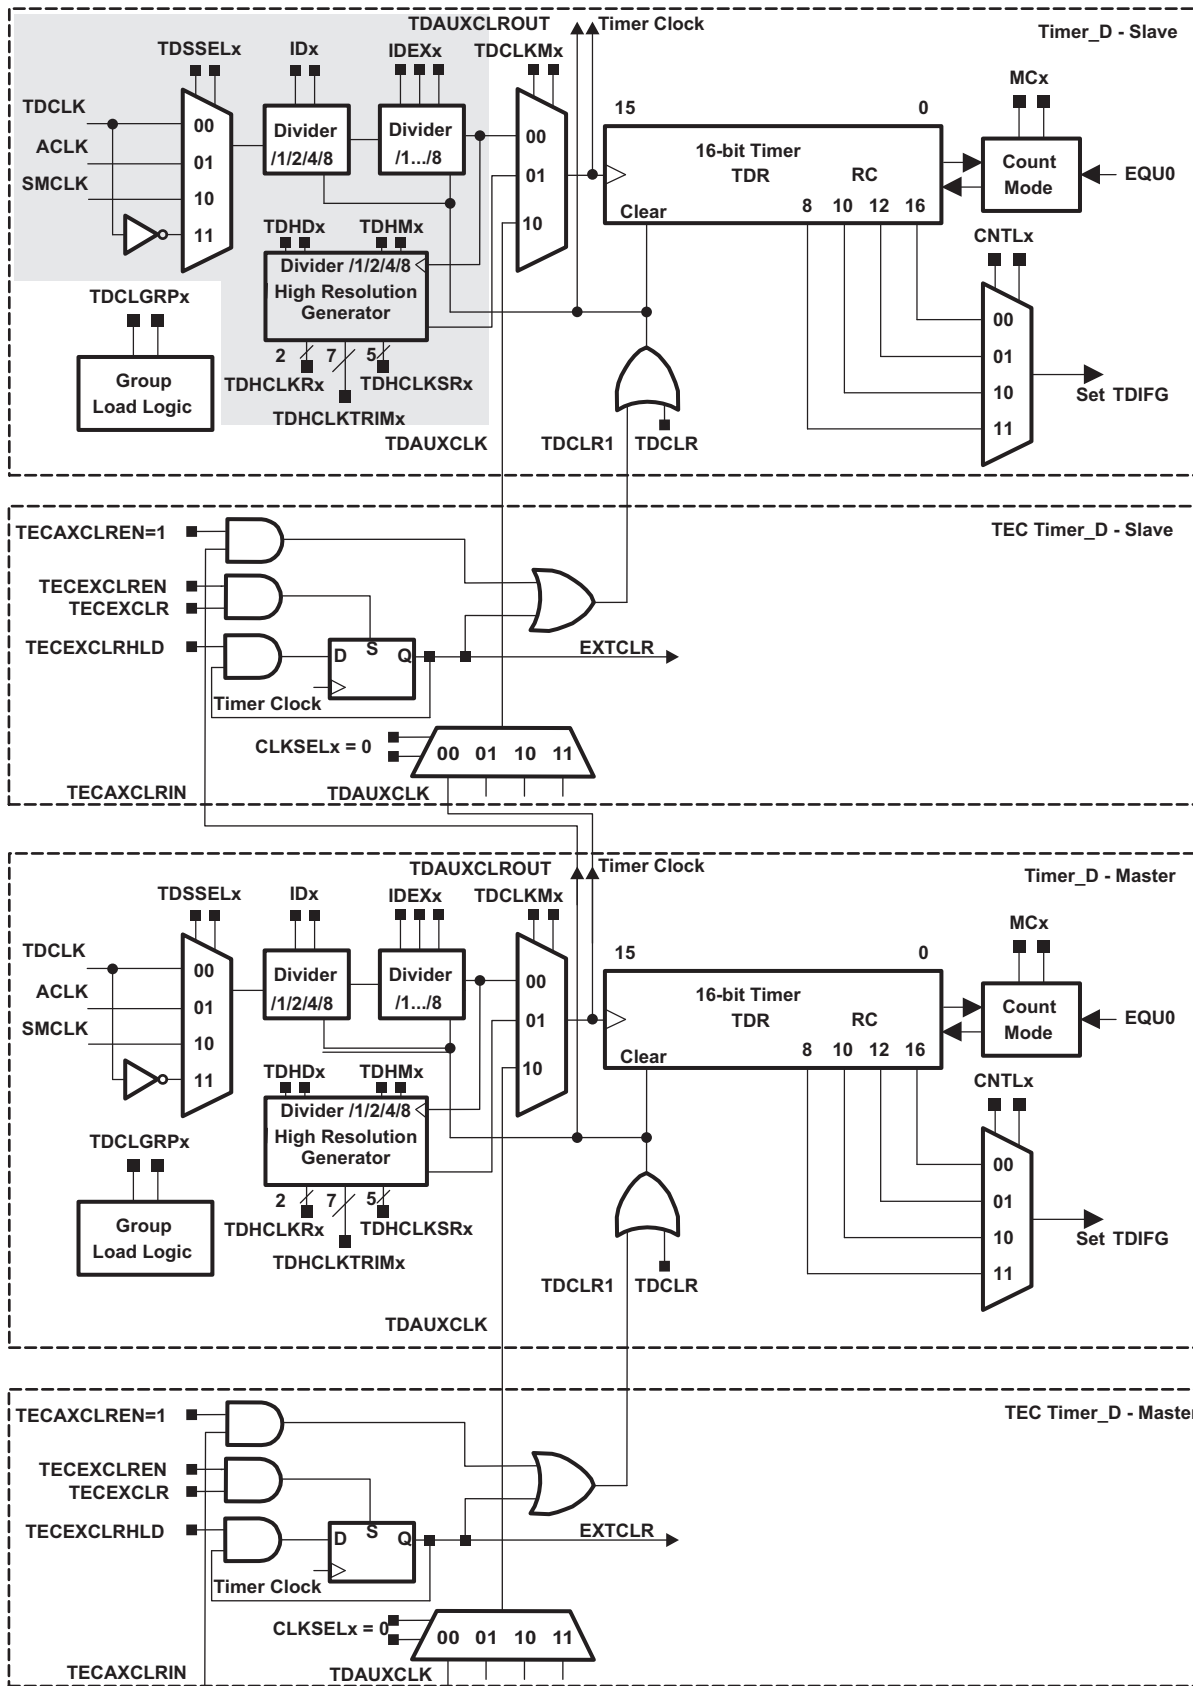 TDAUXCLROUT Timer Clock
Timer_D - Slave
TDSSELx IDx IDEXx TDCLKMx
MCx
TDCLK
ACLK
SMCLK
00
01
10
11
Divider
/1/2/4/8
Divider
/1.../8
00
01
10
15 0
16-bit Timer
TDR RC
Clear 8 10 12 16
Count
Mode
EQU0
TDHDx TDHMx
Divider /1/2/4/8
High Resolution
Generator
CNTLx
TDCLGRPx
Group
Load Logic
2 7 5
TDHCLKRx TDHCLKSRx
TDHCLKTRIMx
00
01
10
11
Set TDIFG
TDAUXCLK TDCLR1 TDCLR
TECAXCLREN=1
TEC Timer_D - Slave
TECEXCLREN
TECEXCLR
TECEXCLRHLD
D S Q
EXTCLR
Timer Clock
CLKSELx = 0
00 01 10 11
TECAXCLRIN TDAUXCLK
TDAUXCLROUT Timer Clock
Timer_D - Master
TDSSELx IDx IDEXx TDCLKMx
MCx
TDCLK
ACLK
SMCLK
00
01
10
11
Divider
/1/2/4/8
Divider
/1.../8
00
01
10
15 0
16-bit Timer
TDR RC
Clear 8 10 12 16
Count
Mode
EQU0
TDHDx TDHMx
Divider /1/2/4/8
High Resolution
Generator
CNTLx
TDCLGRPx
Group
Load Logic
2 7 5
TDHCLKRx TDHCLKSRx
TDHCLKTRIMx
00
01
10
11
Set TDIFG
TDCLR1 TDCLR
TDAUXCLK
TECAXCLREN=1
TEC Timer_D - Master
TECEXCLREN
TECEXCLR
TECEXCLRHLD
D S Q
EXTCLR
Timer Clock
CLKSELx = 0
00 01 10 11
TECAXCLRIN TDAUXCLK